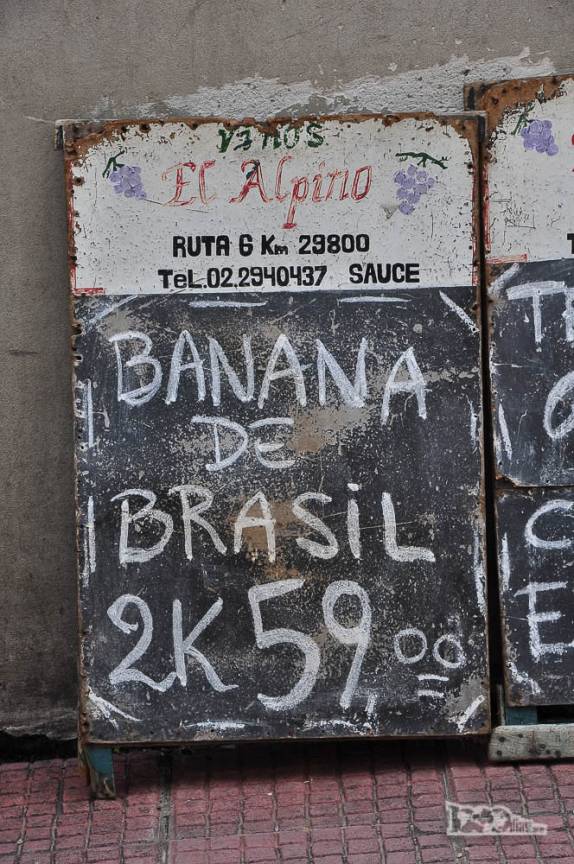 VINOS
El Alpino
RUTA 6 Km 29800
TeL.02.2940437 SAUCE
BANANA
DE
BRASiL
2K 59,00